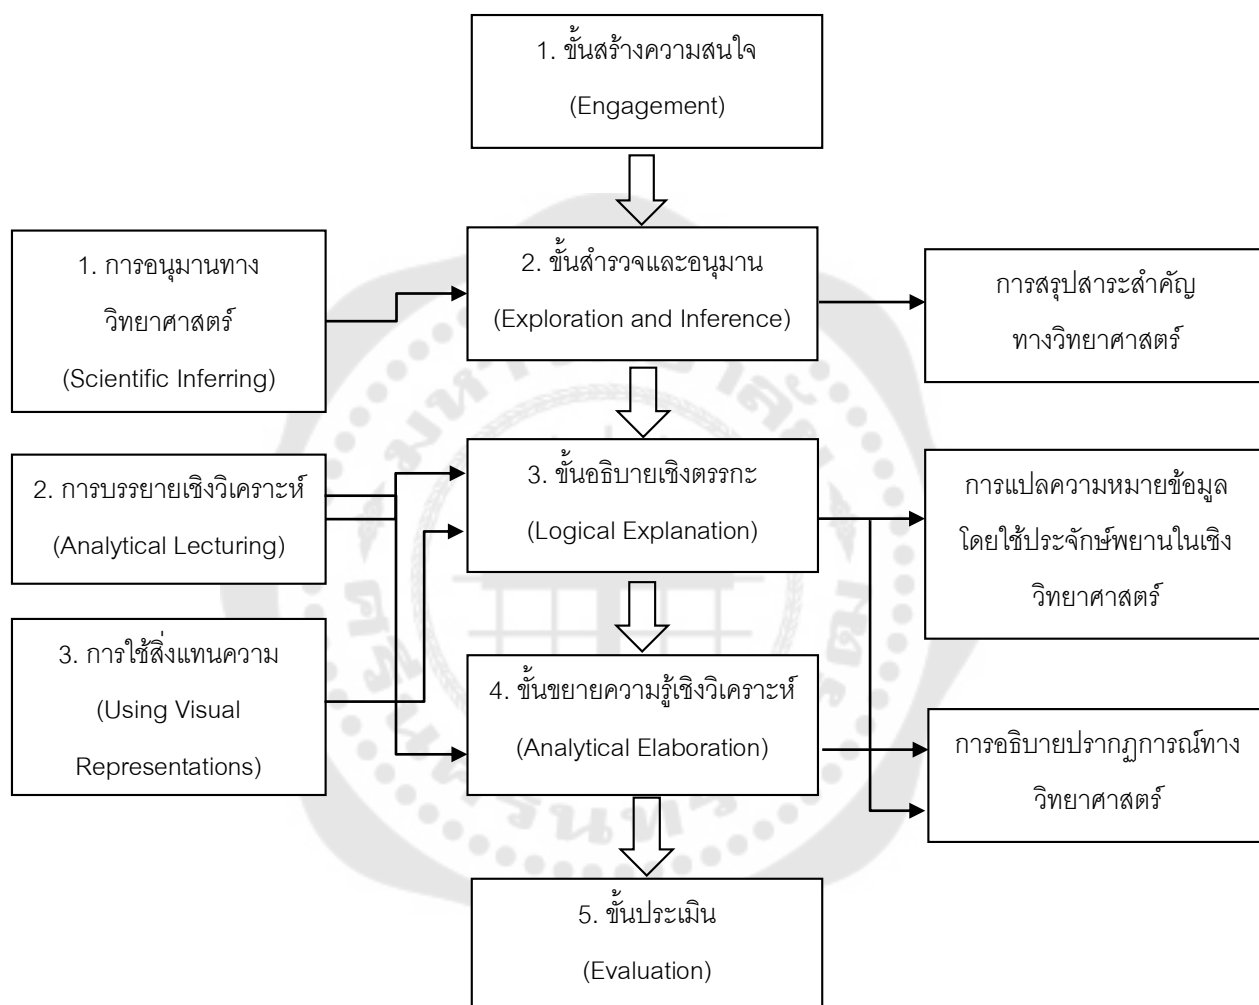 1. ขั้นสร้างความสนใจ
(Engagement)
1. การอนุมานทาง
วิทยาศาสตร์
(Scientific Inferring)
2. ขั้นสำรวจและอนุมาน
(Exploration and Inference)
การสรุปสาระสำคัญ
ทางวิทยาศาสตร์
2. การบรรยายเชิงวิเคราะห์
(Analytical Lecturing)
3. ขั้นอธิบายเชิงตรรกะ
(Logical Explanation)
การแปลความหมายข้อมูล
โดยใช้ประจักษ์พยานในเชิง
วิทยาศาสตร์
3. การใช้สิ่งแทนความ
(Using Visual
Representations)
4. ขั้นขยายความรู้เชิงวิเคราะห์
(Analytical Elaboration)
การอธิบายปรากฏการณ์ทาง
วิทยาศาสตร์
5. ขั้นประเมิน
(Evaluation)